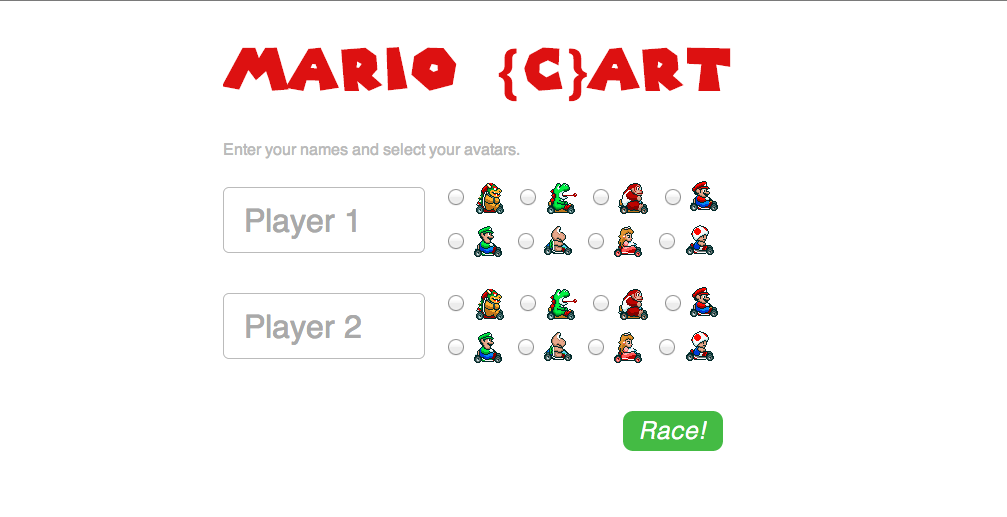 MARIO {C}ART
Enter your names and select your avatars.
Player 1
Player 2
Race!